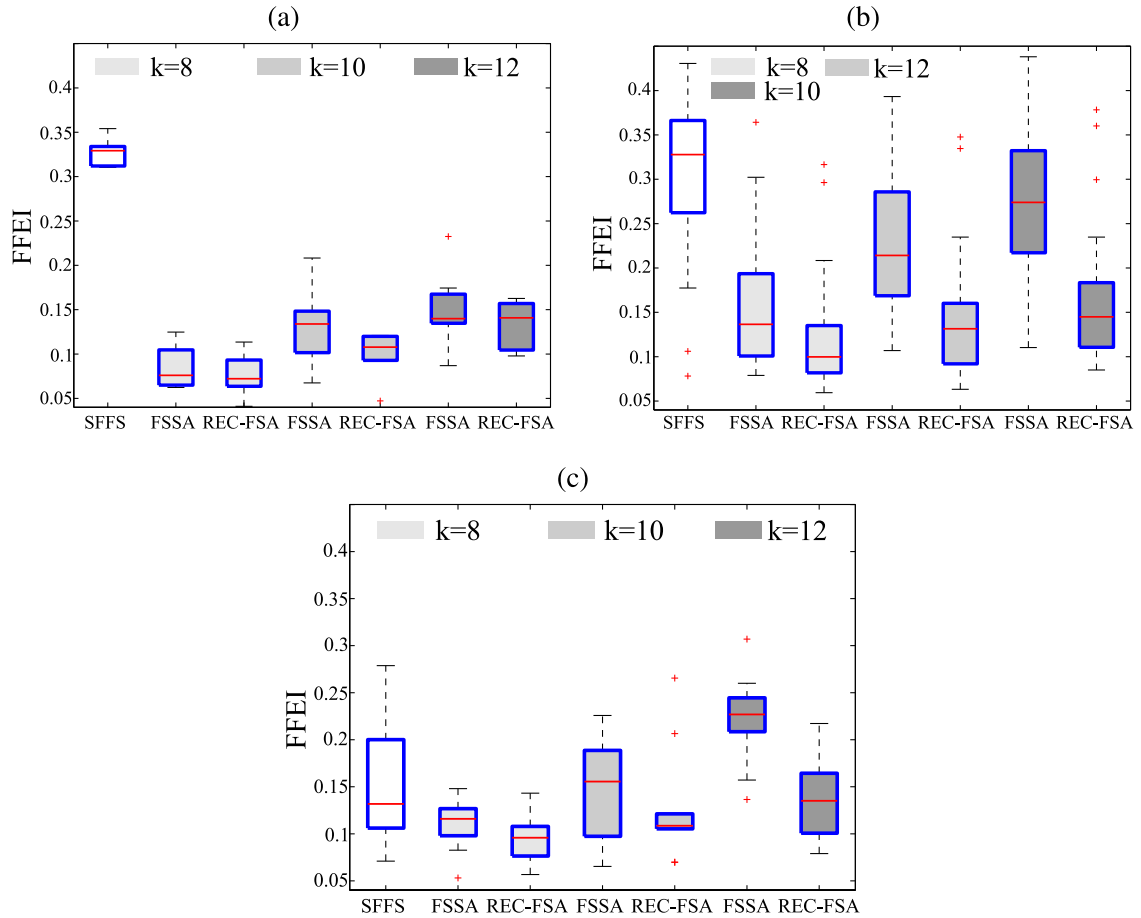 (a)
k=8 k=10 k=12
0.4
0.35
0.3
0.25
0.2
0.15
0.1
0.05
FFEI
SFFS FSSA REC-FSA FSSA REC-FSA FSSA REC-FSA
(b)
k=8 k=12
k=10
0.4
0.35
0.3
0.25
0.2
0.15
0.1
0.05
FFEI
SFFS FSSA REC-FSA FSSA REC-FSA FSSA REC-FSA
(c)
k=8 k=10 k=12
0.4
0.35
0.3
0.25
0.2
0.15
0.1
0.05
FFEI
SFFS FSSA REC-FSA FSSA REC-FSA FSSA REC-FSA